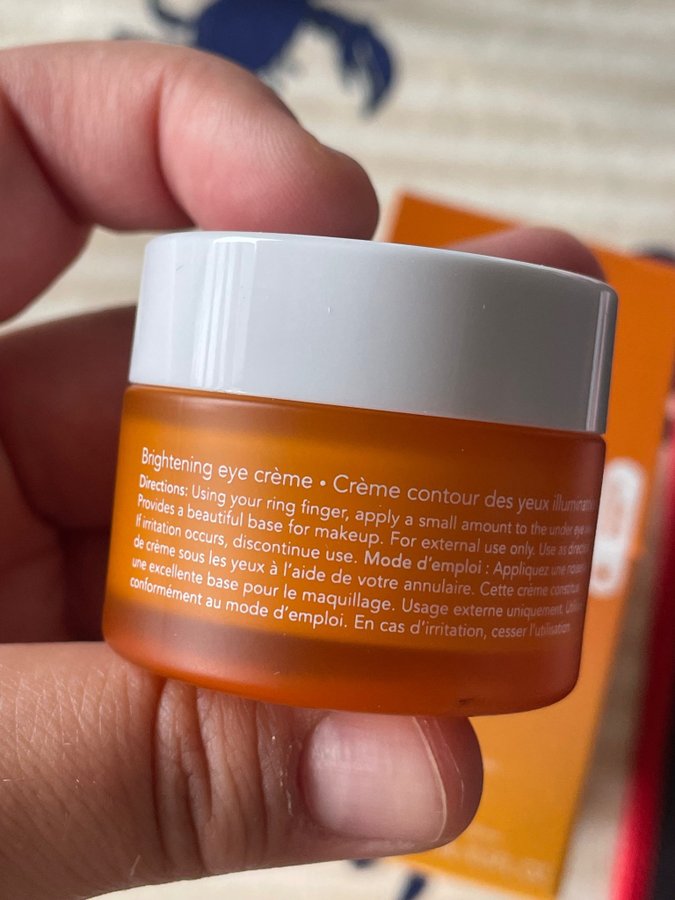 Brightening eye crème • Crème contour des yeux
Directions: Using your ring finger, apply a small amount to the under eye
Provides a beautiful base for makeup. For external use only. Use as
If irritation occurs, discontinue use. Mode d'emploi : Appliquez une
de crème sous les yeux à l'aide de votre annulaire. Cette crème
une excellente base pour le maquillage. Usage externe uniquement.
conformément au mode d'emploi. En cas d'irritation, cesser l'utilisation.